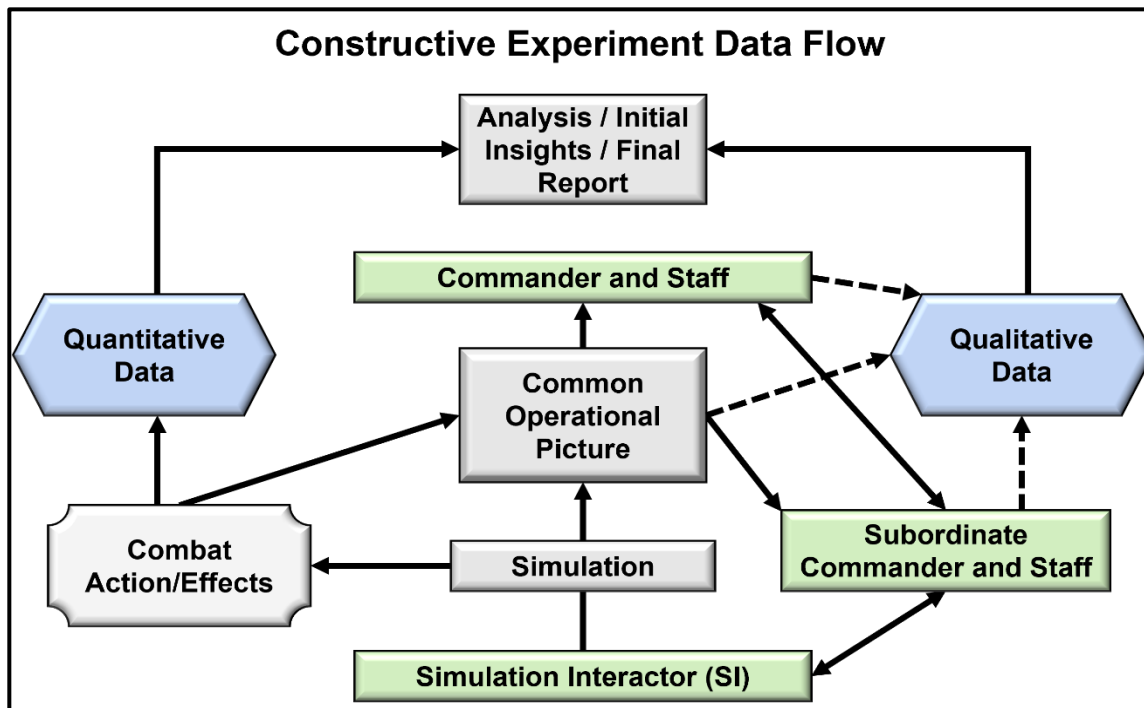 Constructive Experiment Data Flow
Analysis / Initial
Insights / Final
Report
Commander and Staff
Quantitative
Data
Common
Operational
Picture
Qualitative
Data
Combat
Action/Effects
Simulation
Subordinate
Commander and Staff
Simulation Interactor (SI)